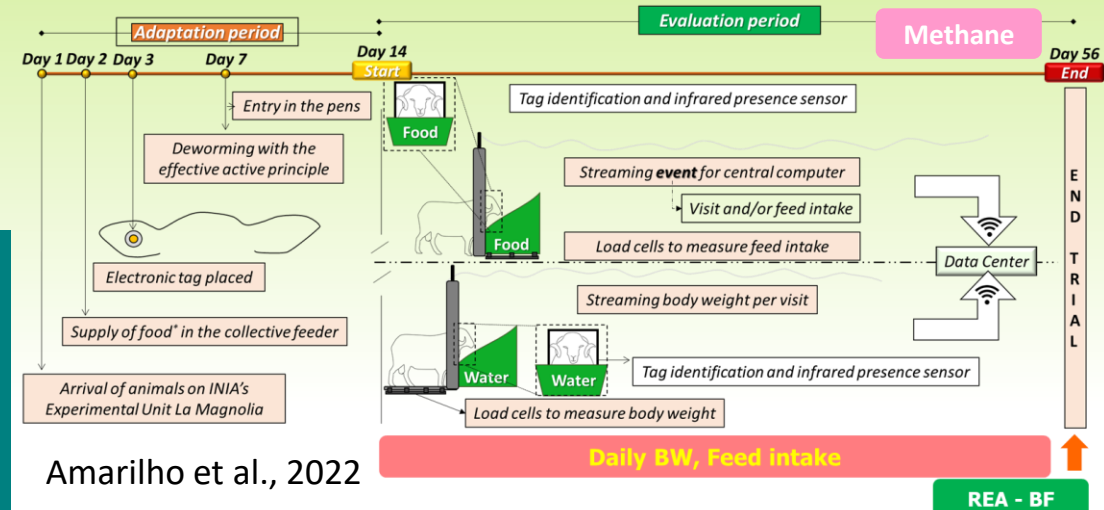 Adaptation period
Evaluation period
Methane
Day 1
Day 2
Day 3
Day 7
Day 14
Start
Day 56
End
Entry in the pens
Deworming with the
effective active principle
Electronic tag placed
Supply of food* in the collective feeder
Arrival of animals on INIA's
Experimental Unit La Magnolia
Food
Tag identification and infrared presence sensor
Streaming event for central computer
Visit and/or feed intake
Food
Load cells to measure feed intake
Data Center
Streaming body weight per visit
Water
Water
Tag identification and infrared presence sensor
Load cells to measure body weight
END TRIAL
Amarilho et al., 2022
Daily BW, Feed intake
REA - BF